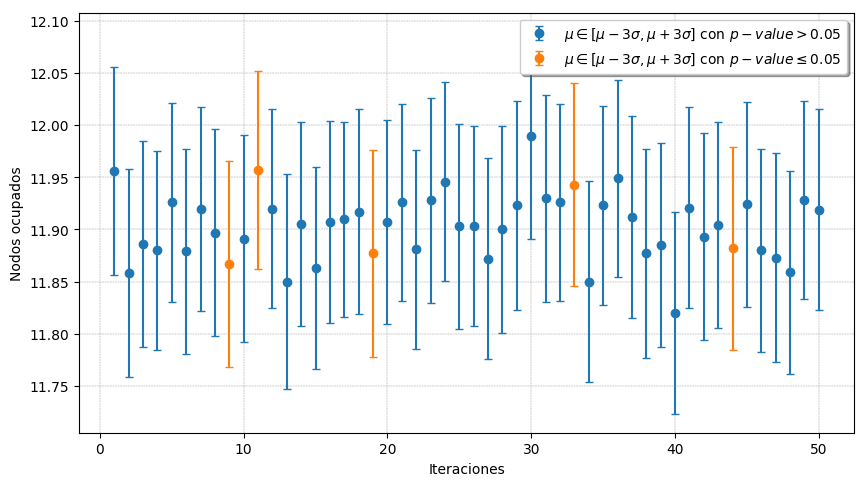 12.10
12.05
12.00
11.95
11.90
11.85
11.80
11.75
Nodos ocupados
μ ∈ [μ − 3σ, μ + 3σ] con p − value > 0.05
μ ∈ [μ − 3σ, μ + 3σ] con p − value ≤ 0.05
0 10 20 30 40 50
Iteraciones